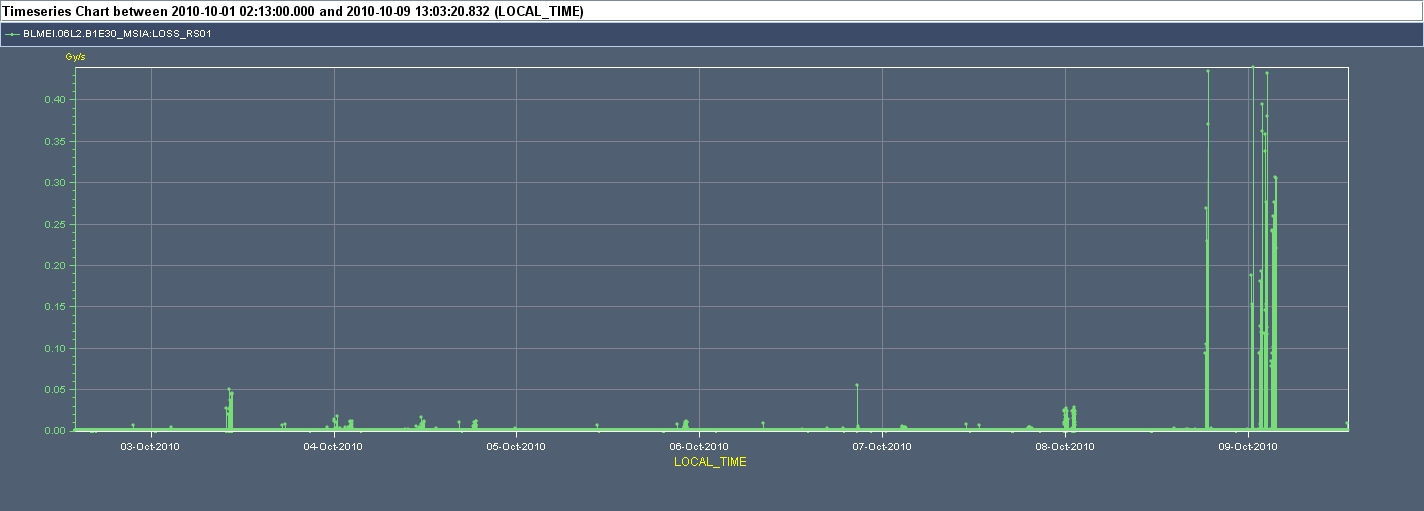 Timeseries Chart between 2010-10-01 02:13:00.000 and 2010-10-09 13:03:20.832 (LOCAL_TIME)
BLMEI.06L2.B1E30_MSIA:LOSS_RS01
Gy/s
0.40
0.35
0.30
0.25
0.20
0.15
0.10
0.05
0.00
03-Oct-2010 04-Oct-2010 05-Oct-2010 06-Oct-2010 07-Oct-2010 08-Oct-2010 09-Oct-2010
LOCAL_TIME